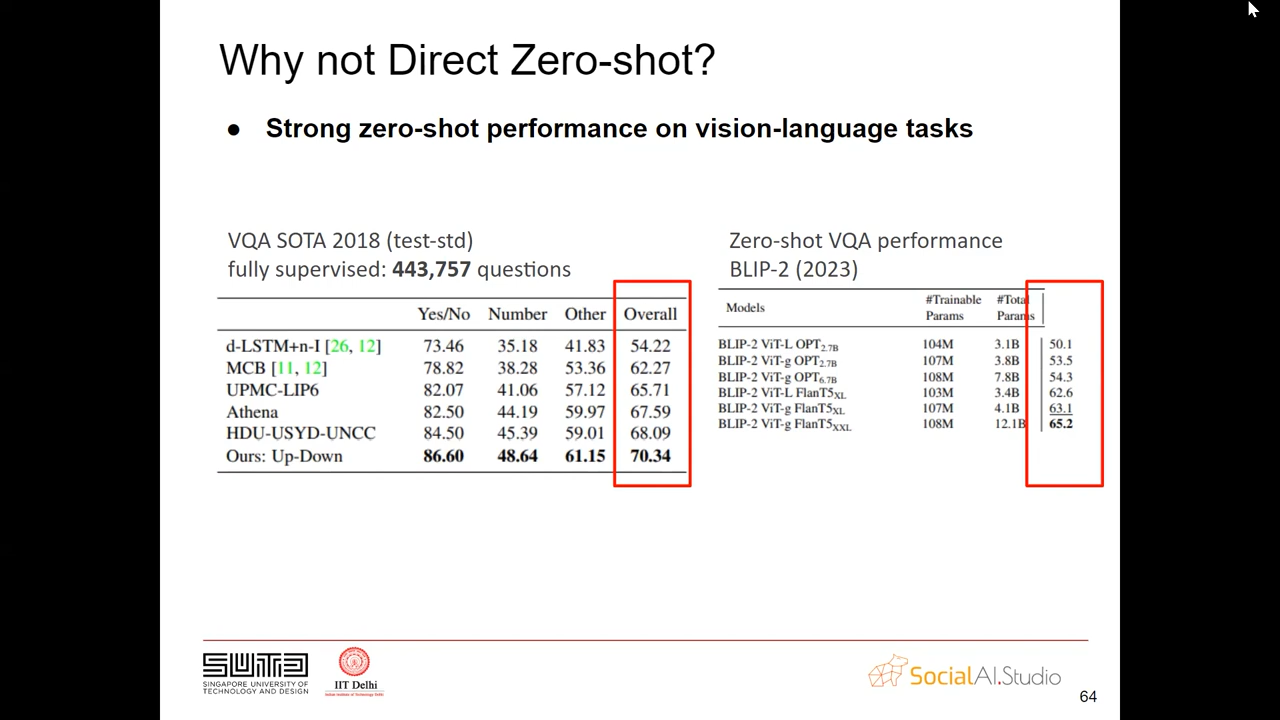 Why not Direct Zero-shot?
● Strong zero-shot performance on vision-language tasks
VQA SOTA 2018 (test-std)
fully supervised: 443,757 questions
Yes/No Number Other Overall
d-LSTM+n-I [26, 12] 73.46 35.18 41.83 54.22
MCB [11, 12] 78.82 38.28 53.36 62.27
UPMC-LIP6 82.07 41.06 57.12 65.71
Athena 82.50 44.19 59.97 67.59
HDU-USYD-UNCC 84.50 45.39 59.01 68.09
Ours: Up-Down 86.60 48.64 61.15 70.34
Zero-shot VQA performance
BLIP-2 (2023)
Models #Trainable Params #Total Params
BLIP-2 ViT-L OPT2.7B 104M 3.1B 50.1
BLIP-2 ViT-g OPT2.7B 107M 3.8B 53.5
BLIP-2 ViT-g OPT6.7B 108M 7.8B 54.3
BLIP-2 ViT-L FlanT5XL 103M 3.4B 62.6
BLIP-2 ViT-g FlanT5XL 107M 4.1B 63.1
BLIP-2 ViT-g FlanT5XXL 108M 12.1B 65.2
SUTD
SINGAPORE UNIVERSITY OF
TECHNOLOGY AND DESIGN
IIT Delhi
Indian Institute of Technology Delhi
SocialAI.Studio
64